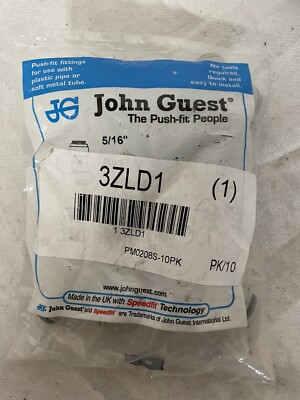 Push-fit fittings
for use with
plastic pipe or
soft metal tube.
No tools
required.
Quick and
easy to install.
JG John Guest®
The Push-fit People
5/16"
3ZLD1
(1)
1 3ZLD1
PM0208S-10PK
PK/10
www.johnguest.com
Made in the UK with Speedfit Technology
John Guest and Speedfit are Trademarks of John Guest International Ltd.